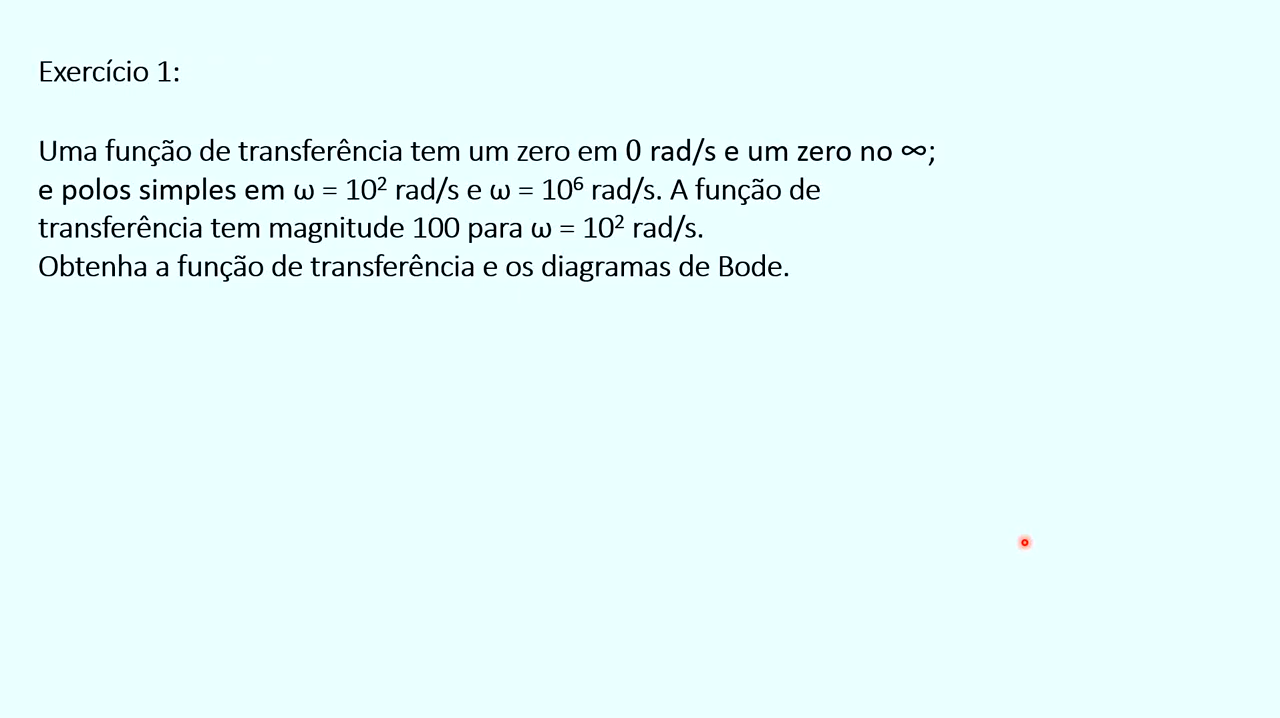 Exercício 1:
Uma função de transferência tem um zero em 0 rad/s e um zero no ∞;
e polos simples em ω = 10² rad/s e ω = 10⁶ rad/s. A função de
transferência tem magnitude 100 para ω = 10² rad/s.
Obtenha a função de transferência e os diagramas de Bode.